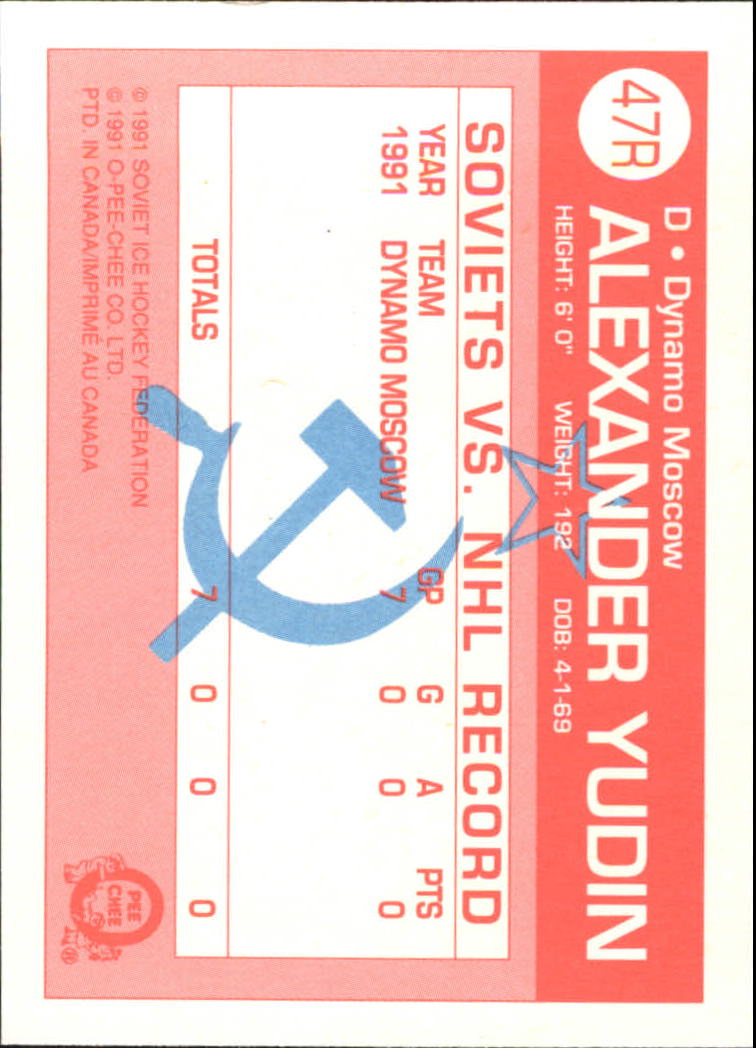 47R
D • Dynamo Moscow
ALEXANDER YUDIN
HEIGHT: 6' 0" WEIGHT: 192 DOB: 4-1-69
SOVIETS VS. NHL RECORD
YEAR TEAM GP G A PTS
1991 DYNAMO MOSCOW 7 0 0 0
TOTALS 7 0 0 0
© 1991 SOVIET ICE HOCKEY FEDERATION
© 1991 O-PEE-CHEE CO. LTD.
PTD. IN CANADA/IMPRIMÉ AU CANADA
O PEE
CHEE
®